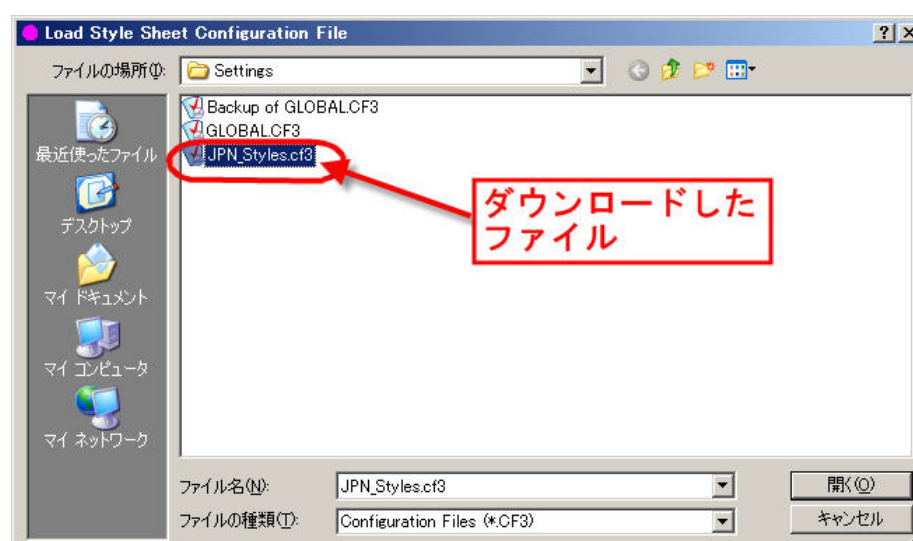 Load Style Sheet Configuration File
ファイルの場所(I):
Settings
Backup of GLOBAL.CF3
GLOBAL.CF3
JPN_Styles.cf3
最近使ったファイル
デスクトップ
マイ ドキュメント
マイ コンピュータ
マイ ネットワーク
ダウンロードした
ファイル
ファイル名(N):
JPN_Styles.cf3
開く(O)
ファイルの種類(T):
Configuration Files (*.CF3)
キャンセル